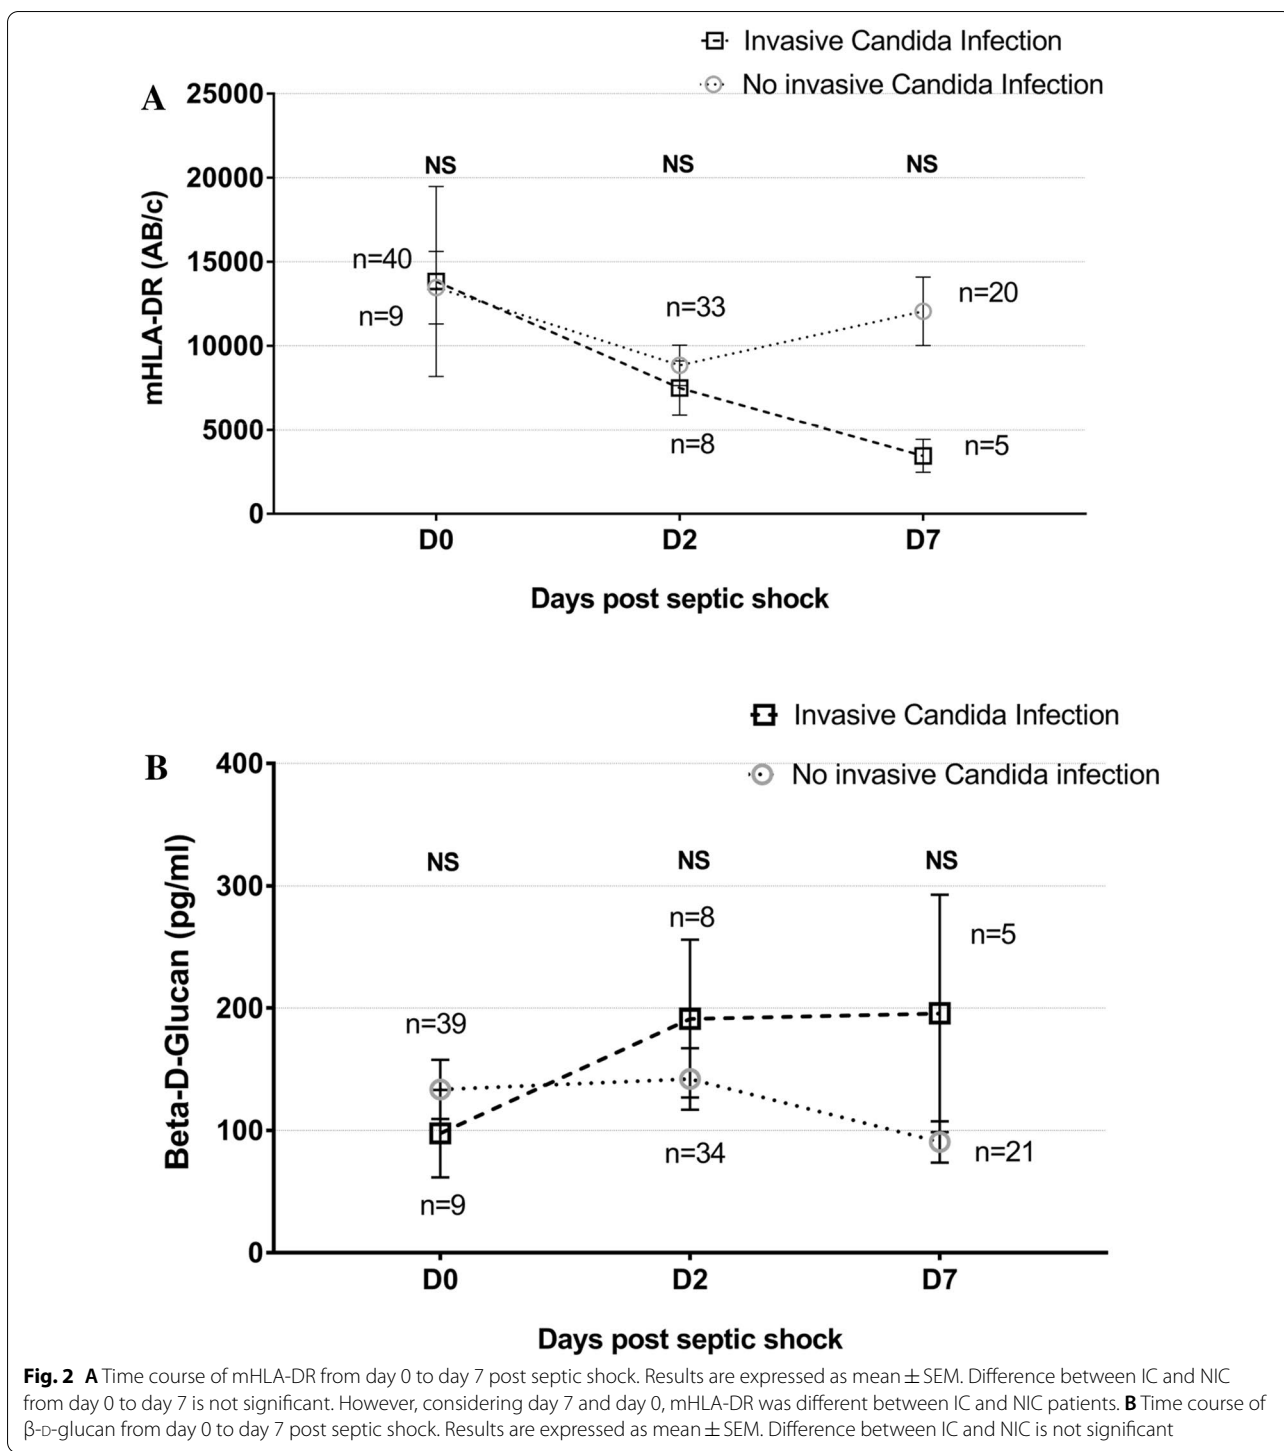 Invasive Candida Infection
No invasive Candida Infection
A
25000
20000
15000
10000
5000
0
mHLA-DR (AB/c)
NS
NS
NS
n=40
n=9
n=33
n=8
n=20
n=5
D0
D2
D7
Days post septic shock
Invasive Candida Infection
No invasive Candida infection
B
400
300
200
100
0
Beta-D-Glucan (pg/ml)
NS
NS
NS
n=39
n=9
n=8
n=34
n=5
n=21
D0
D2
D7
Days post septic shock
Fig. 2 A Time course of mHLA-DR from day 0 to day 7 post septic shock. Results are expressed as mean ± SEM. Difference between IC and NIC
from day 0 to day 7 is not significant. However, considering day 7 and day 0, mHLA-DR was different between IC and NIC patients. B Time course of
β-D-glucan from day 0 to day 7 post septic shock. Results are expressed as mean ± SEM. Difference between IC and NIC is not significant